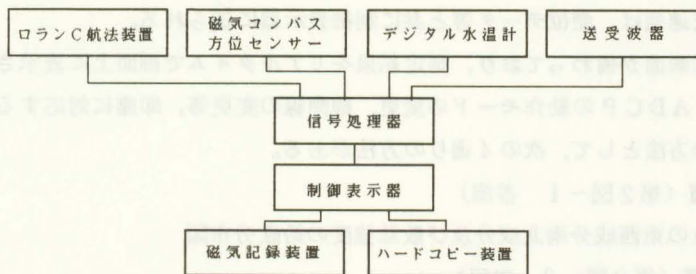 ロランC航法装置
磁気コンパス
方位センサー
デジタル水温計
送受波器
信号処理器
制御表示器
磁気記録装置
ハードコピー装置